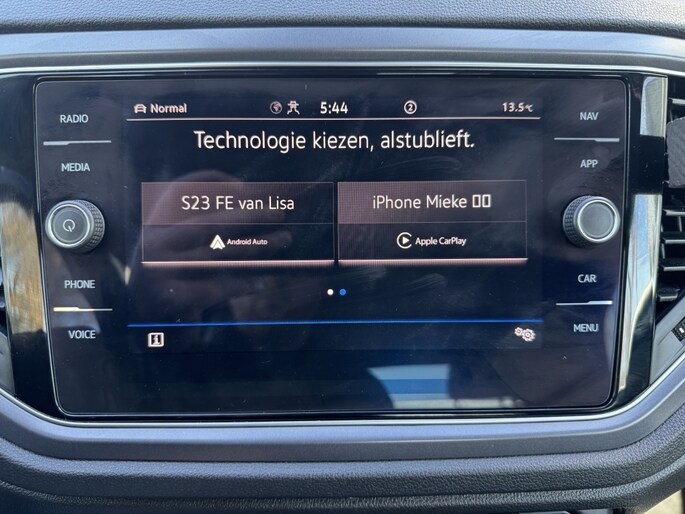 RADIO
MEDIA
PHONE
VOICE
Normal 5:44 2 13.5°C
Technologie kiezen, alstublieft.
S23 FE van Lisa
Android Auto
iPhone Mieke
Apple CarPlay
i
NAV
APP
CAR
MENU